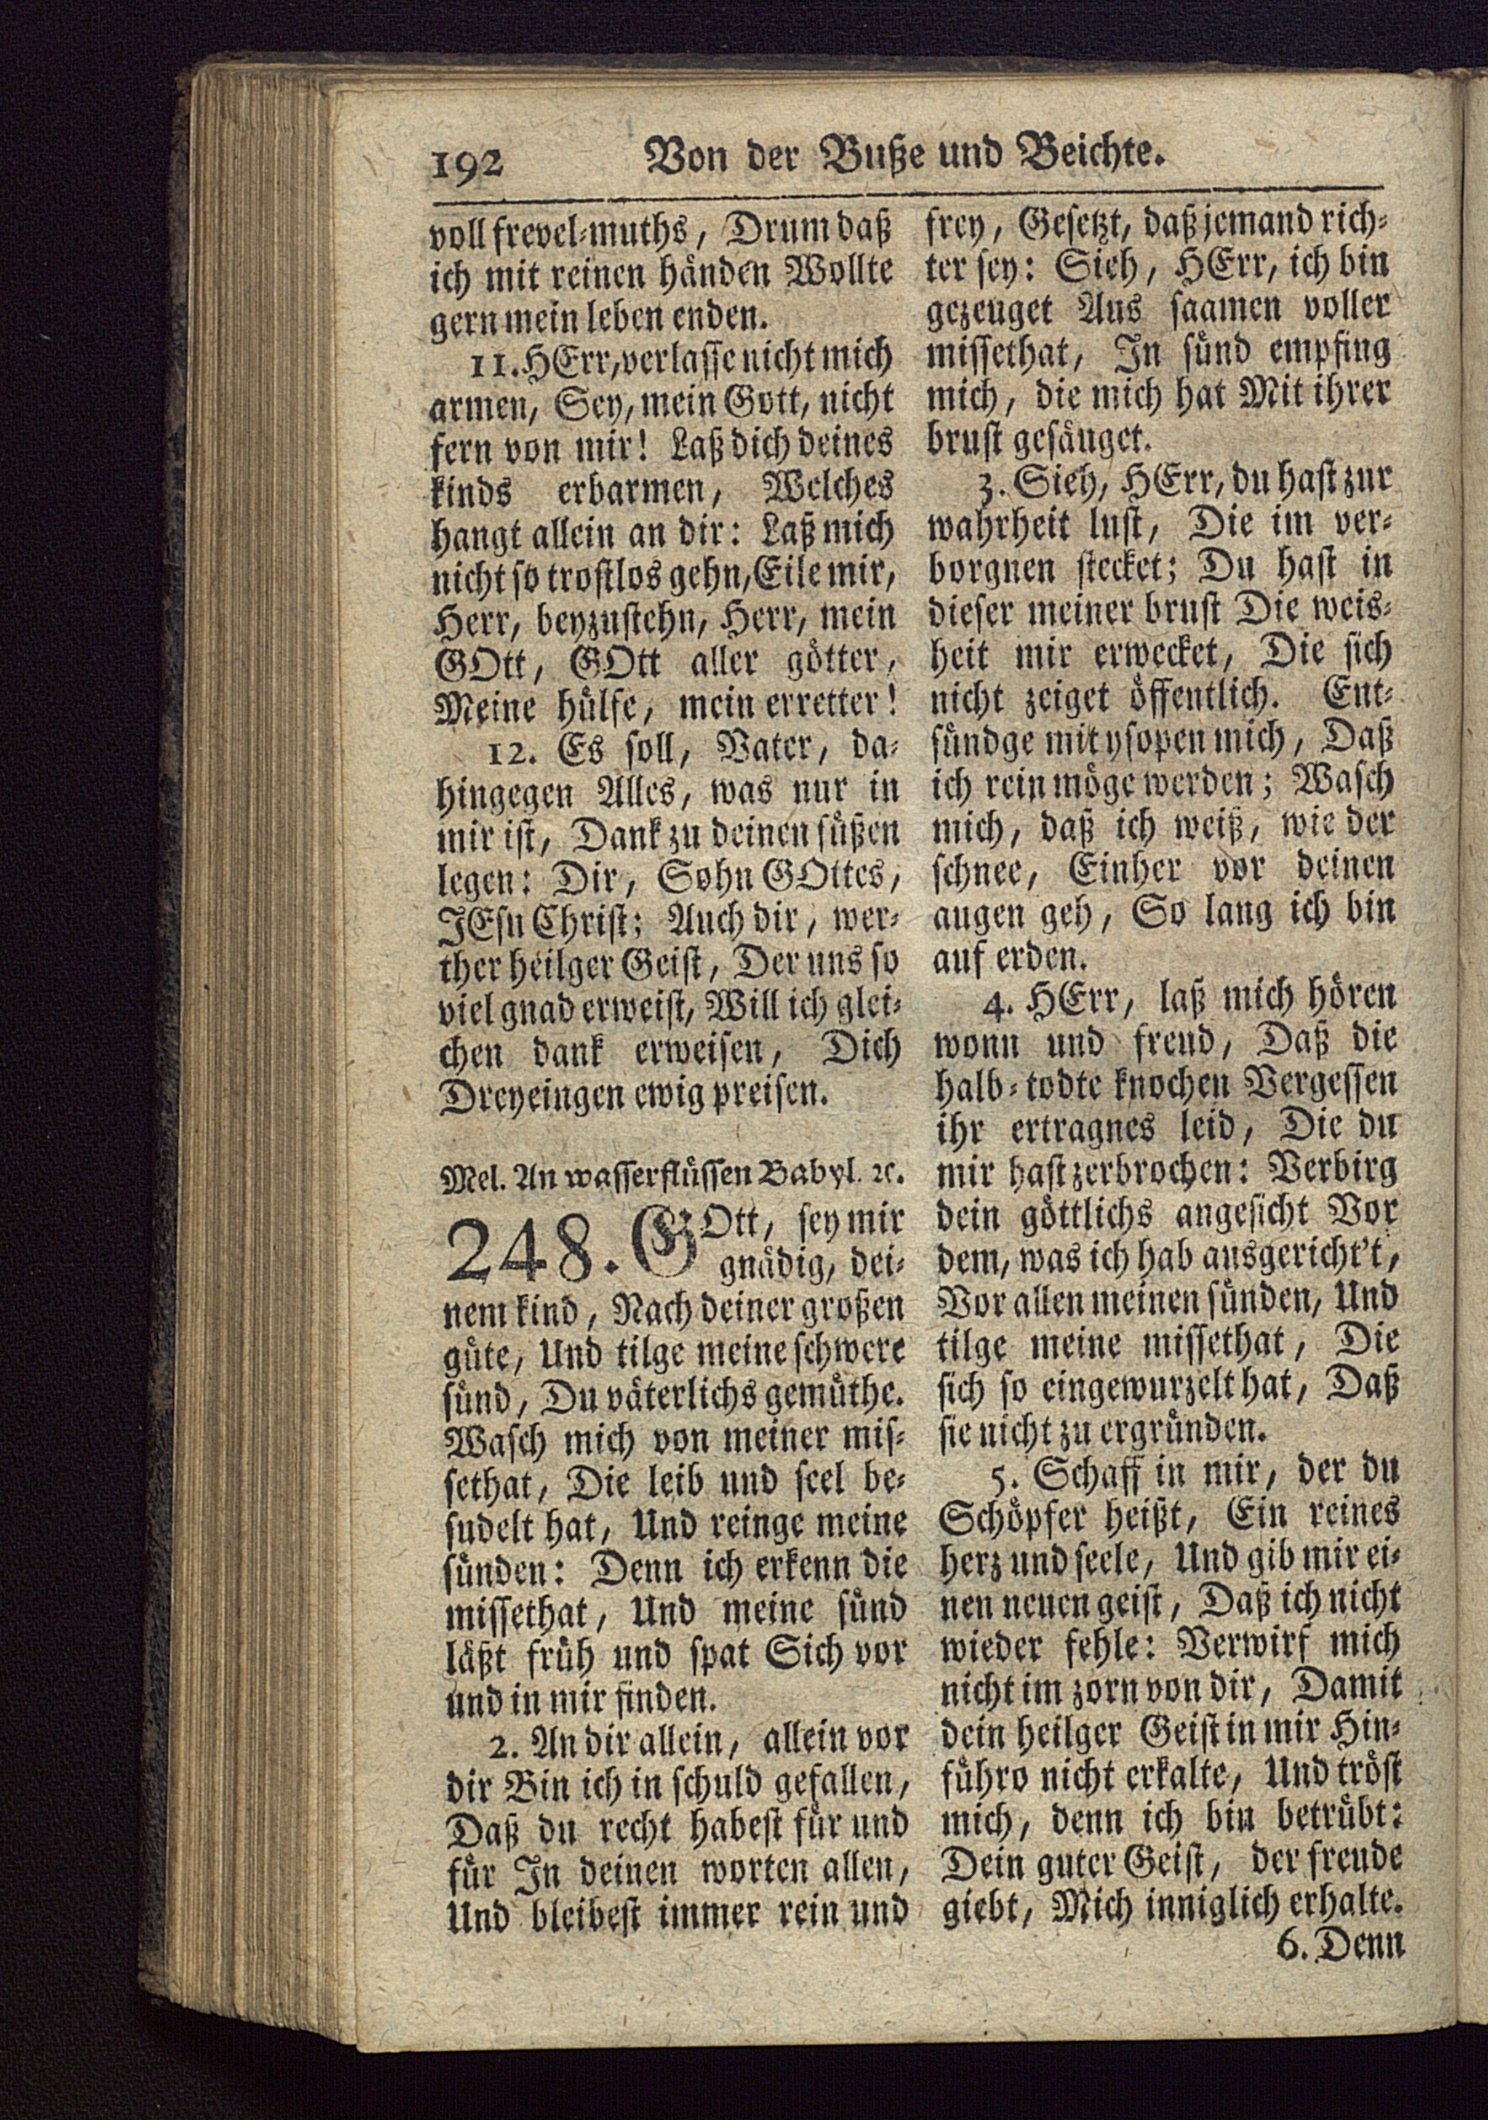 192 Von der Buße und Beichte.
voll frevel-muths, Drum daß
ich mit reinen händen Wollte
gern mein leben enden.
11. HErr, verlasse nicht mich
armen, Sey, mein Gott, nicht
fern von mir! Laß dich deines
kinds erbarmen, Welches
hangt allein an dir: Laß mich
nicht so trostlos gehn, Eile mir,
Herr, beyzustehn, Herr, mein
GOtt, GOtt aller götter,
Meine hülfe, mein erretter!
12. Es soll, Vater, da-
hingegen Alles, was nur in
mir ist, Dank zu deinen füßen
legen: Dir, Sohn GOttes,
JEsu Christ; Auch dir, wer-
ther heilger Geist, Der uns so
viel gnad erweist, Will ich glei-
chen dank erweisen, Dich
Dreyeingen ewig preisen.
Mel. An wasserflüssen Babyl. ꝛc.
248. GOtt, sey mir
gnädig, dei-
nem kind, Nach deiner großen
güte, Und tilge meine schwere
sünd, Du väterlichs gemüthe.
Wasch mich von meiner mis-
sethat, Die leib und seel be-
sudelt hat, Und reinge meine
sünden: Denn ich erkenn die
missethat, Und meine sünd
läßt früh und spat Sich vor
und in mir finden.
2. An dir allein, allein vor
dir Bin ich in schuld gefallen,
Daß du recht habest für und
für In deinen worten allen,
Und bleibest immer rein und
frey, Gesetzt, daß jemand rich-
ter sey: Sieh, HErr, ich bin
gezeuget Aus saamen voller
missethat, In sünd empfing
mich, die mich hat Mit ihrer
brust gesäuget.
3. Sieh, HErr, du hast zur
wahrheit lust, Die im ver-
borgnen stecket; Du hast in
dieser meiner brust Die weis-
heit mir erwecket, Die sich
nicht zeiget öffentlich. Ent-
sündge mit ysopen mich, Daß
ich rein möge werden; Wasch
mich, daß ich weiß, wie der
schnee, Einher vor deinen
augen geh, So lang ich bin
auf erden.
4. HErr, laß mich hören
wonn und freud, Daß die
halb-todte knochen Vergessen
ihr ertragnes leid, Die du
mir hast zerbrochen: Verbirg
dein göttlichs angesicht Vor
dem, was ich hab ausgericht't,
Vor allen meinen sünden, Und
tilge meine missethat, Die
sich so eingewurzelt hat, Daß
sie nicht zu ergründen.
5. Schaff in mir, der du
Schöpfer heißt, Ein reines
herz und seele, Und gib mir ei-
nen neuen geist, Daß ich nicht
wieder fehle: Verwirf mich
nicht im zorn von dir, Damit
dein heilger Geist in mir Hin-
führo nicht erkalte, Und tröst
mich, denn ich bin betrübt:
Dein guter Geist, der freude
giebt, Mich inniglich erhalte.
6. Denn